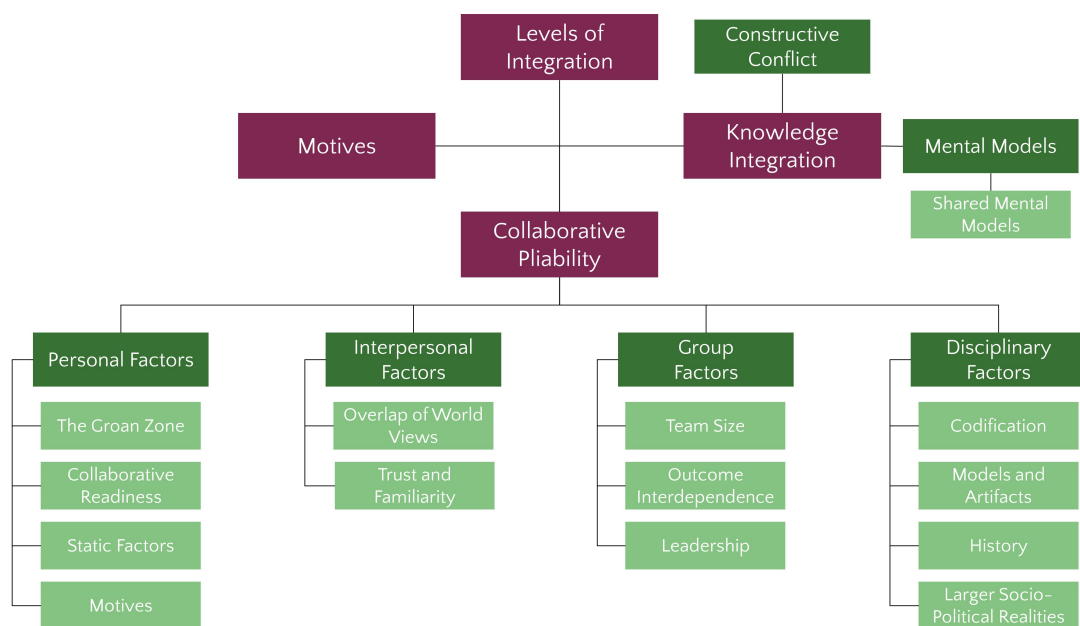 Levels of
Integration
Constructive
Conflict
Motives
Knowledge
Integration
Mental Models
Shared Mental
Models
Collaborative
Pliability
Personal Factors
The Groan Zone
Collaborative
Readiness
Static Factors
Motives
Interpersonal
Factors
Overlap of World
Views
Trust and
Familiarity
Group
Factors
Team Size
Outcome
Interdependence
Leadership
Disciplinary
Factors
Codification
Models and
Artifacts
History
Larger Socio-
Political Realities